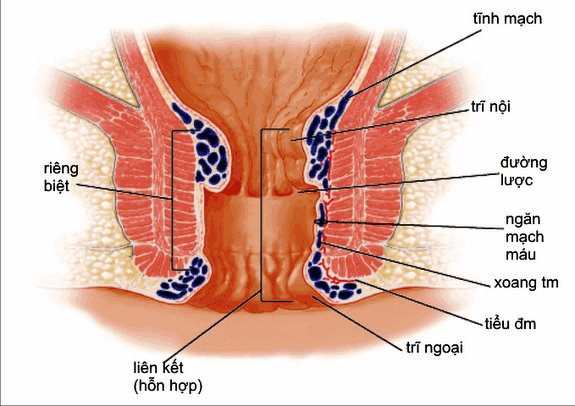 tĩnh mạch
trĩ nội
đường
lược
ngăn
mạch
máu
xoang tm
tiểu đm
trĩ ngoại
riêng
biệt
liên kết
(hỗn hợp)